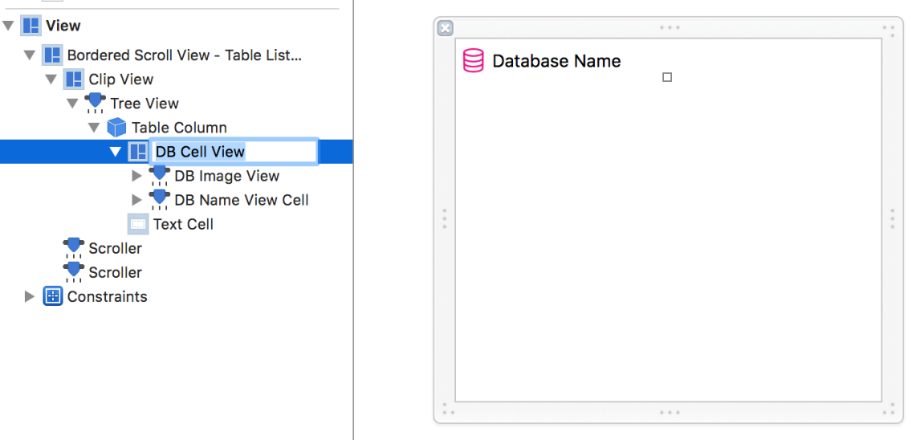 View
Bordered Scroll View - Table List...
Clip View
Tree View
Table Column
DB Cell View
DB Image View
DB Name View Cell
Text Cell
Scroller
Scroller
Constraints
Database Name